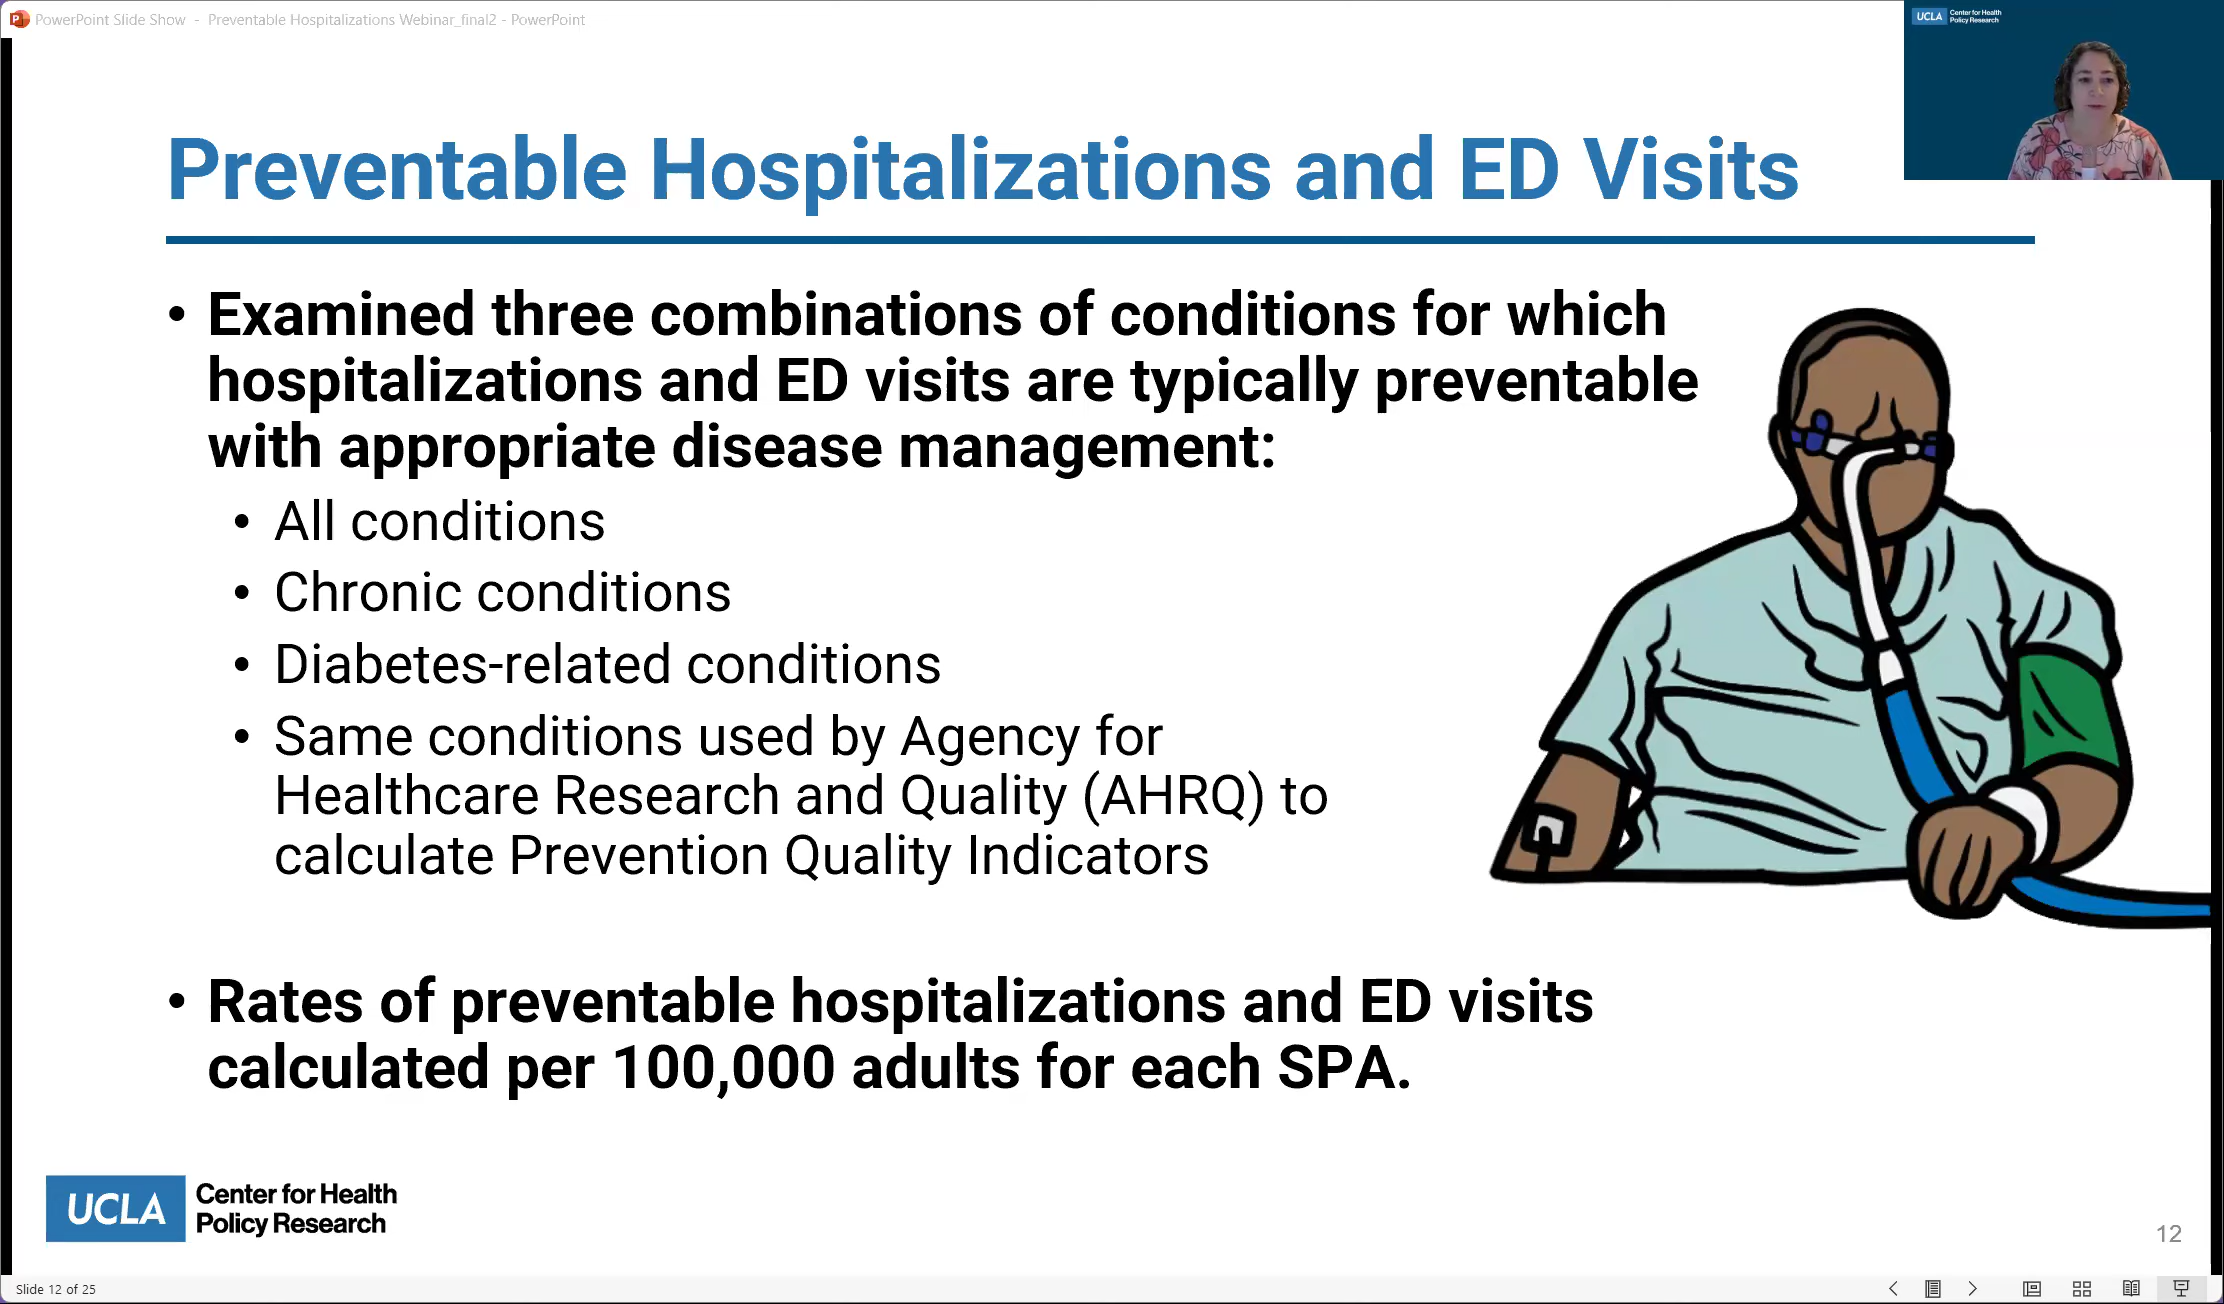 PowerPoint Slide Show - Preventable Hospitalizations Webinar_final2 - PowerPoint
UCLA Center for Health
Policy Research
Preventable Hospitalizations and ED Visits
• Examined three combinations of conditions for which
hospitalizations and ED visits are typically preventable
with appropriate disease management:
• All conditions
• Chronic conditions
• Diabetes-related conditions
• Same conditions used by Agency for
Healthcare Research and Quality (AHRQ) to
calculate Prevention Quality Indicators
• Rates of preventable hospitalizations and ED visits
calculated per 100,000 adults for each SPA.
UCLA Center for Health
Policy Research
12
Slide 12 of 25